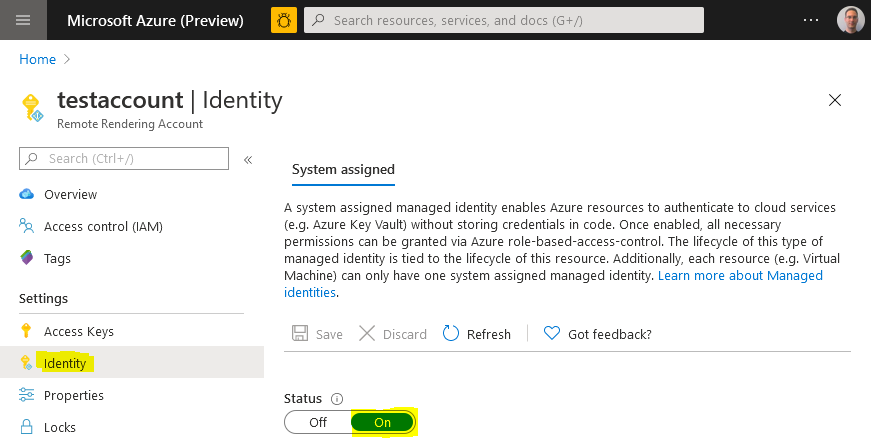 Microsoft Azure (Preview)
Search resources, services, and docs (G+/)
Home
testaccount | Identity
Remote Rendering Account
Search (Ctrl+/)
Overview
Access control (IAM)
Tags
Settings
Access Keys
Identity
Properties
Locks
System assigned
A system assigned managed identity enables Azure resources to authenticate to cloud services
(e.g. Azure Key Vault) without storing credentials in code. Once enabled, all necessary
permissions can be granted via Azure role-based-access-control. The lifecycle of this type of
managed identity is tied to the lifecycle of this resource. Additionally, each resource (e.g. Virtual
Machine) can only have one system assigned managed identity. Learn more about Managed
identities.
Save Discard Refresh Got feedback?
Status
Off On